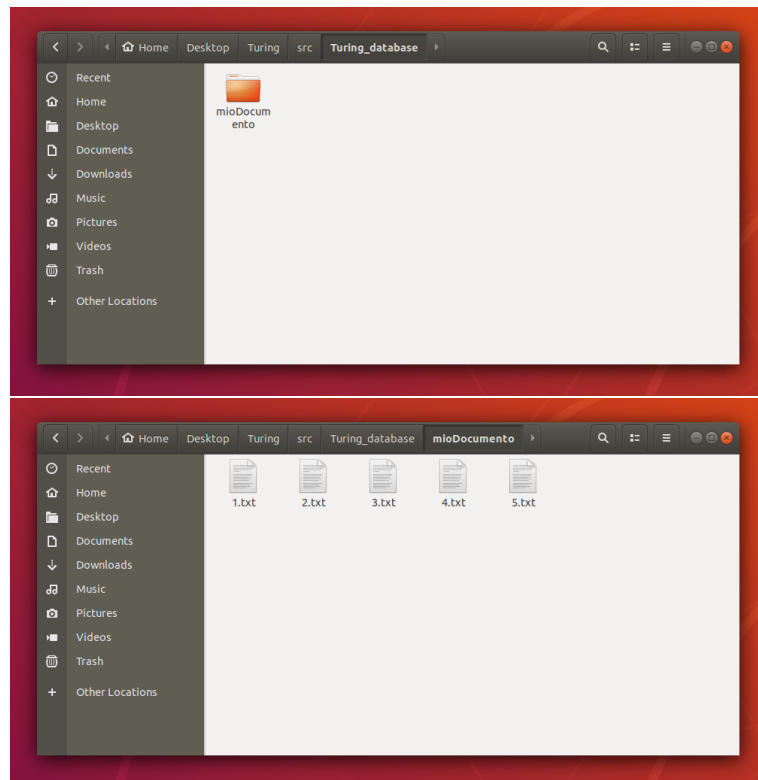 Home Desktop Turing src Turing_database
Recent
Home
Desktop
Documents
Downloads
Music
Pictures
Videos
Trash
Other Locations
mioDocum
ento
Home Desktop Turing src Turing_database mioDocumento
Recent
Home
Desktop
Documents
Downloads
Music
Pictures
Videos
Trash
Other Locations
1.txt 2.txt 3.txt 4.txt 5.txt